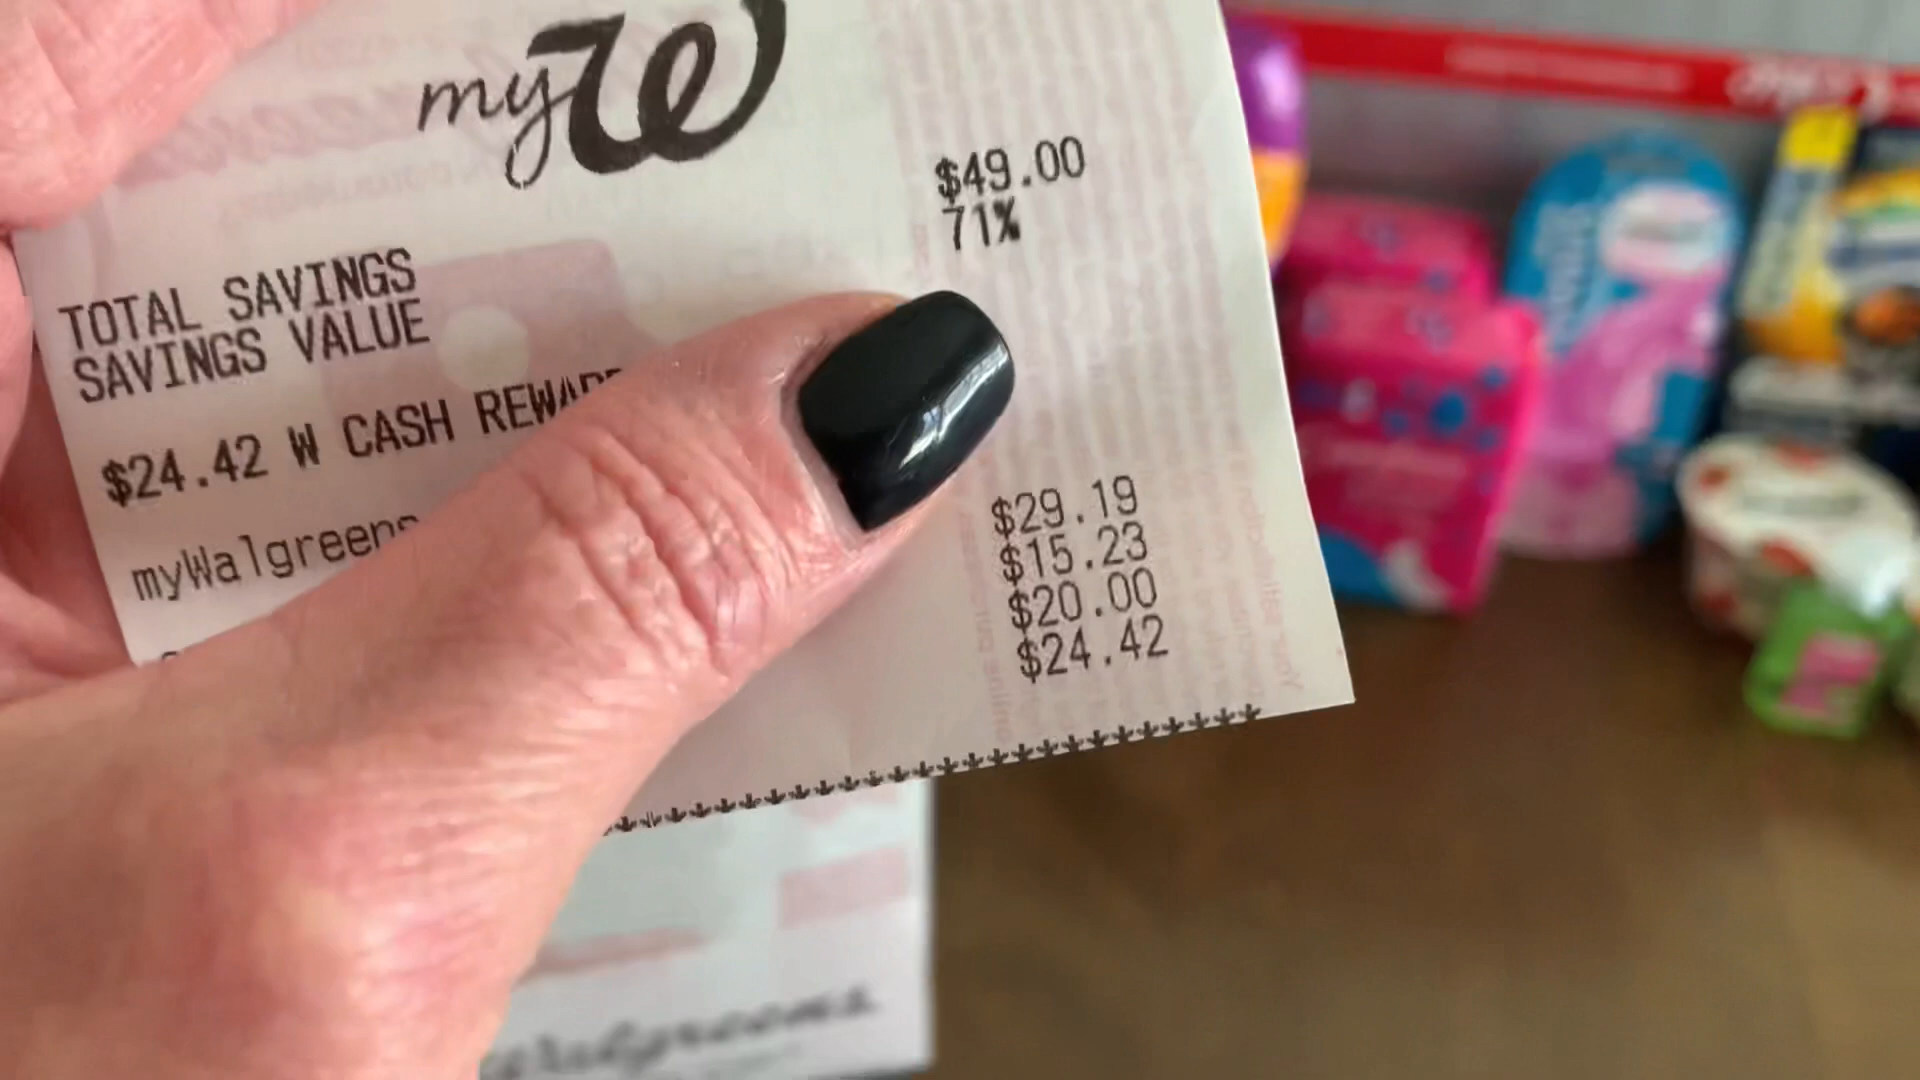 myW
$49.00
71%
TOTAL SAVINGS
SAVINGS VALUE
$24.42 W CASH
myWalgreens
$29.19
$15.23
$20.00
$24.42
Walgreens